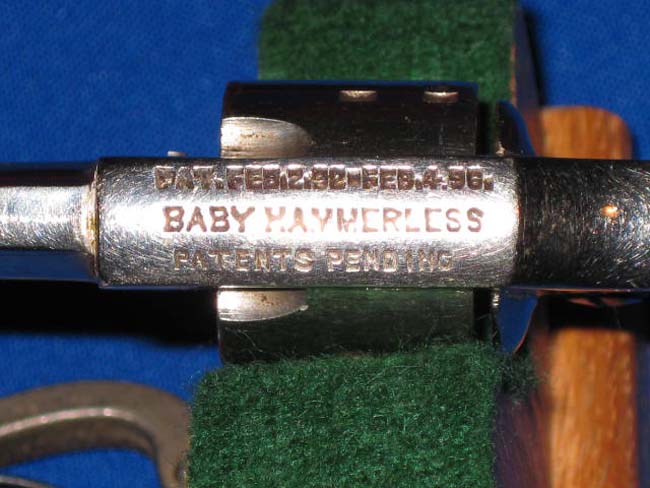 PAT. FEB. 2. 92 FEB. 4. 96.
BABY HAMMERLESS
PATENTS PENDING